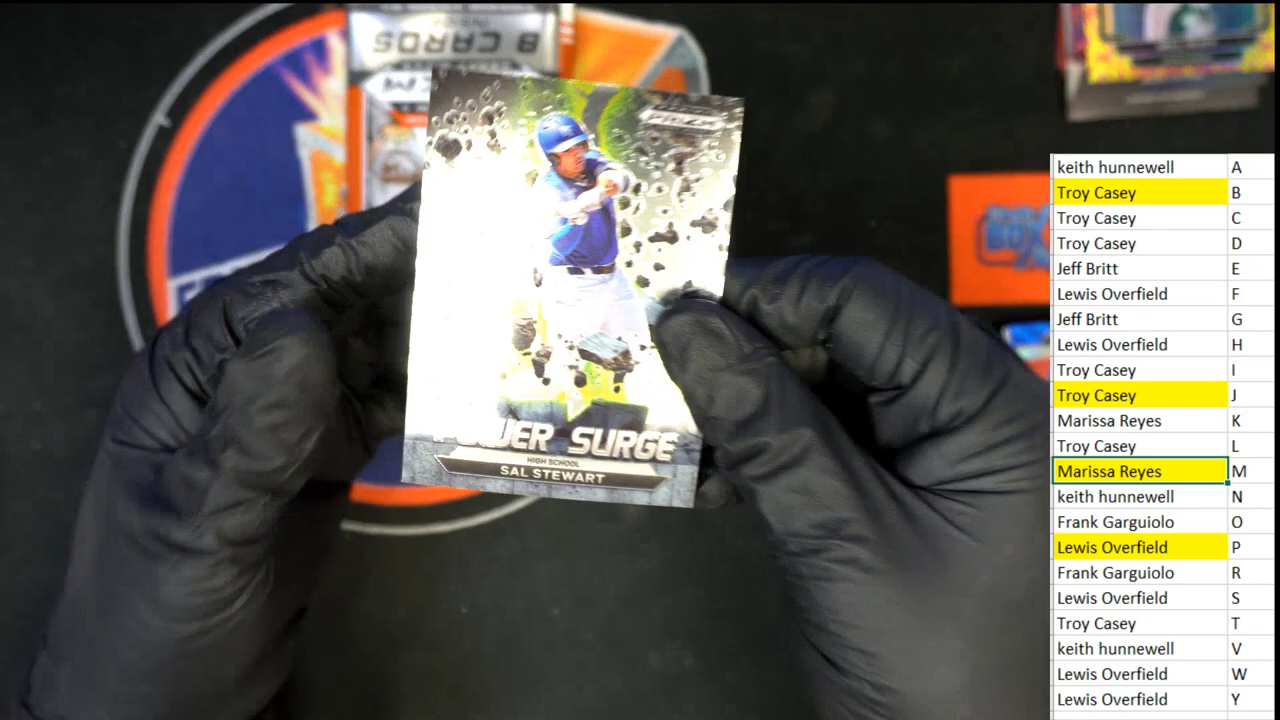 8 CARDS
PRIZM
POWER SURGE
HIGH SCHOOL
SAL STEWART
keith hunnewell A
Troy Casey B
Troy Casey C
Troy Casey D
Jeff Britt E
Lewis Overfield F
Jeff Britt G
Lewis Overfield H
Troy Casey I
Troy Casey J
Marissa Reyes K
Troy Casey L
Marissa Reyes M
keith hunnewell N
Frank Garguiolo O
Lewis Overfield P
Frank Garguiolo R
Lewis Overfield S
Troy Casey T
keith hunnewell V
Lewis Overfield W
Lewis Overfield Y